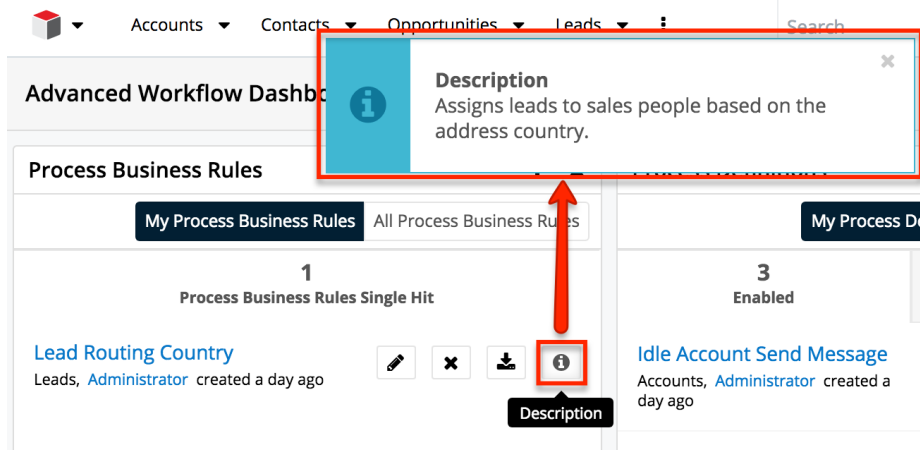 Accounts Contacts Opportunities Leads Search
Description
Assigns leads to sales people based on the
address country.
Advanced Workflow
Process Business Rules
My Process Business Rules All Process Business Rules
1
Process Business Rules Single Hit
Lead Routing Country
Leads, Administrator created a day ago
Description
My Process
3
Enabled
Idle Account Send Message
Accounts, Administrator created a
day ago